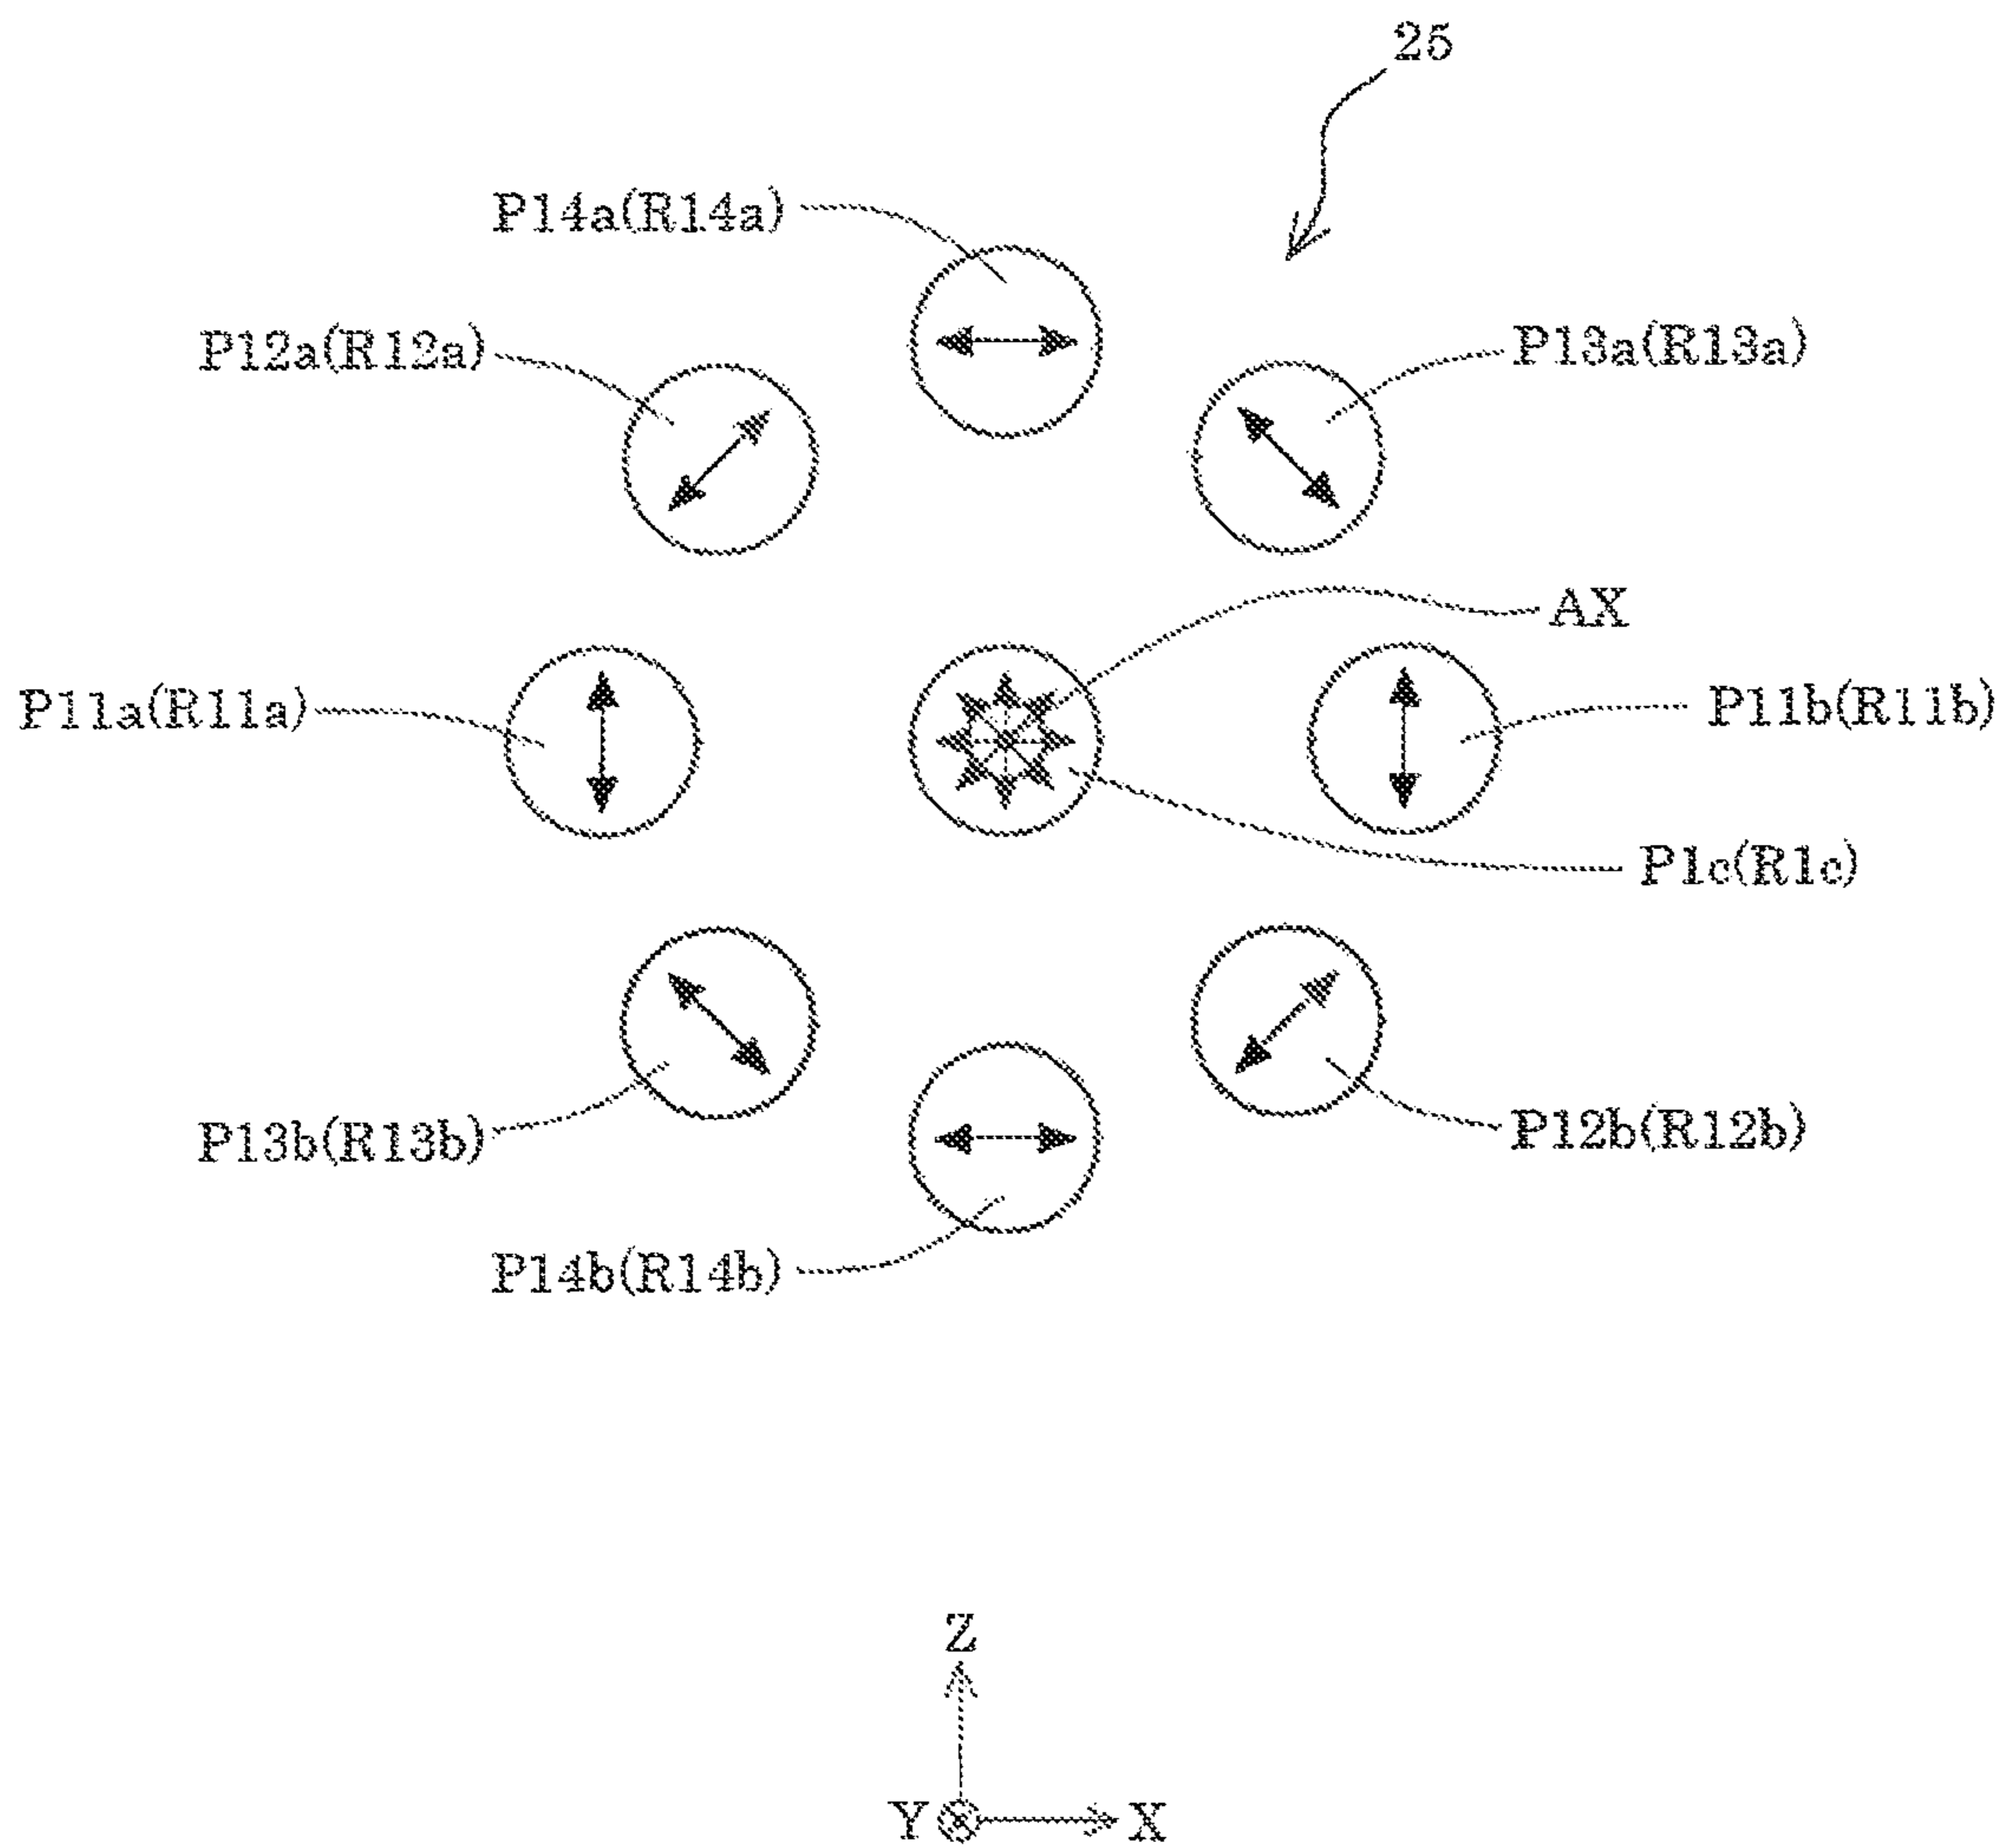 25
P14a(R14a)
P12a(R12a)
P13a(R13a)
AX
P11a(R11a)
P11b(R11b)
P1c(R1c)
P13b(R13b)
P12b(R12b)
P14b(R14b)
Z
Y
X